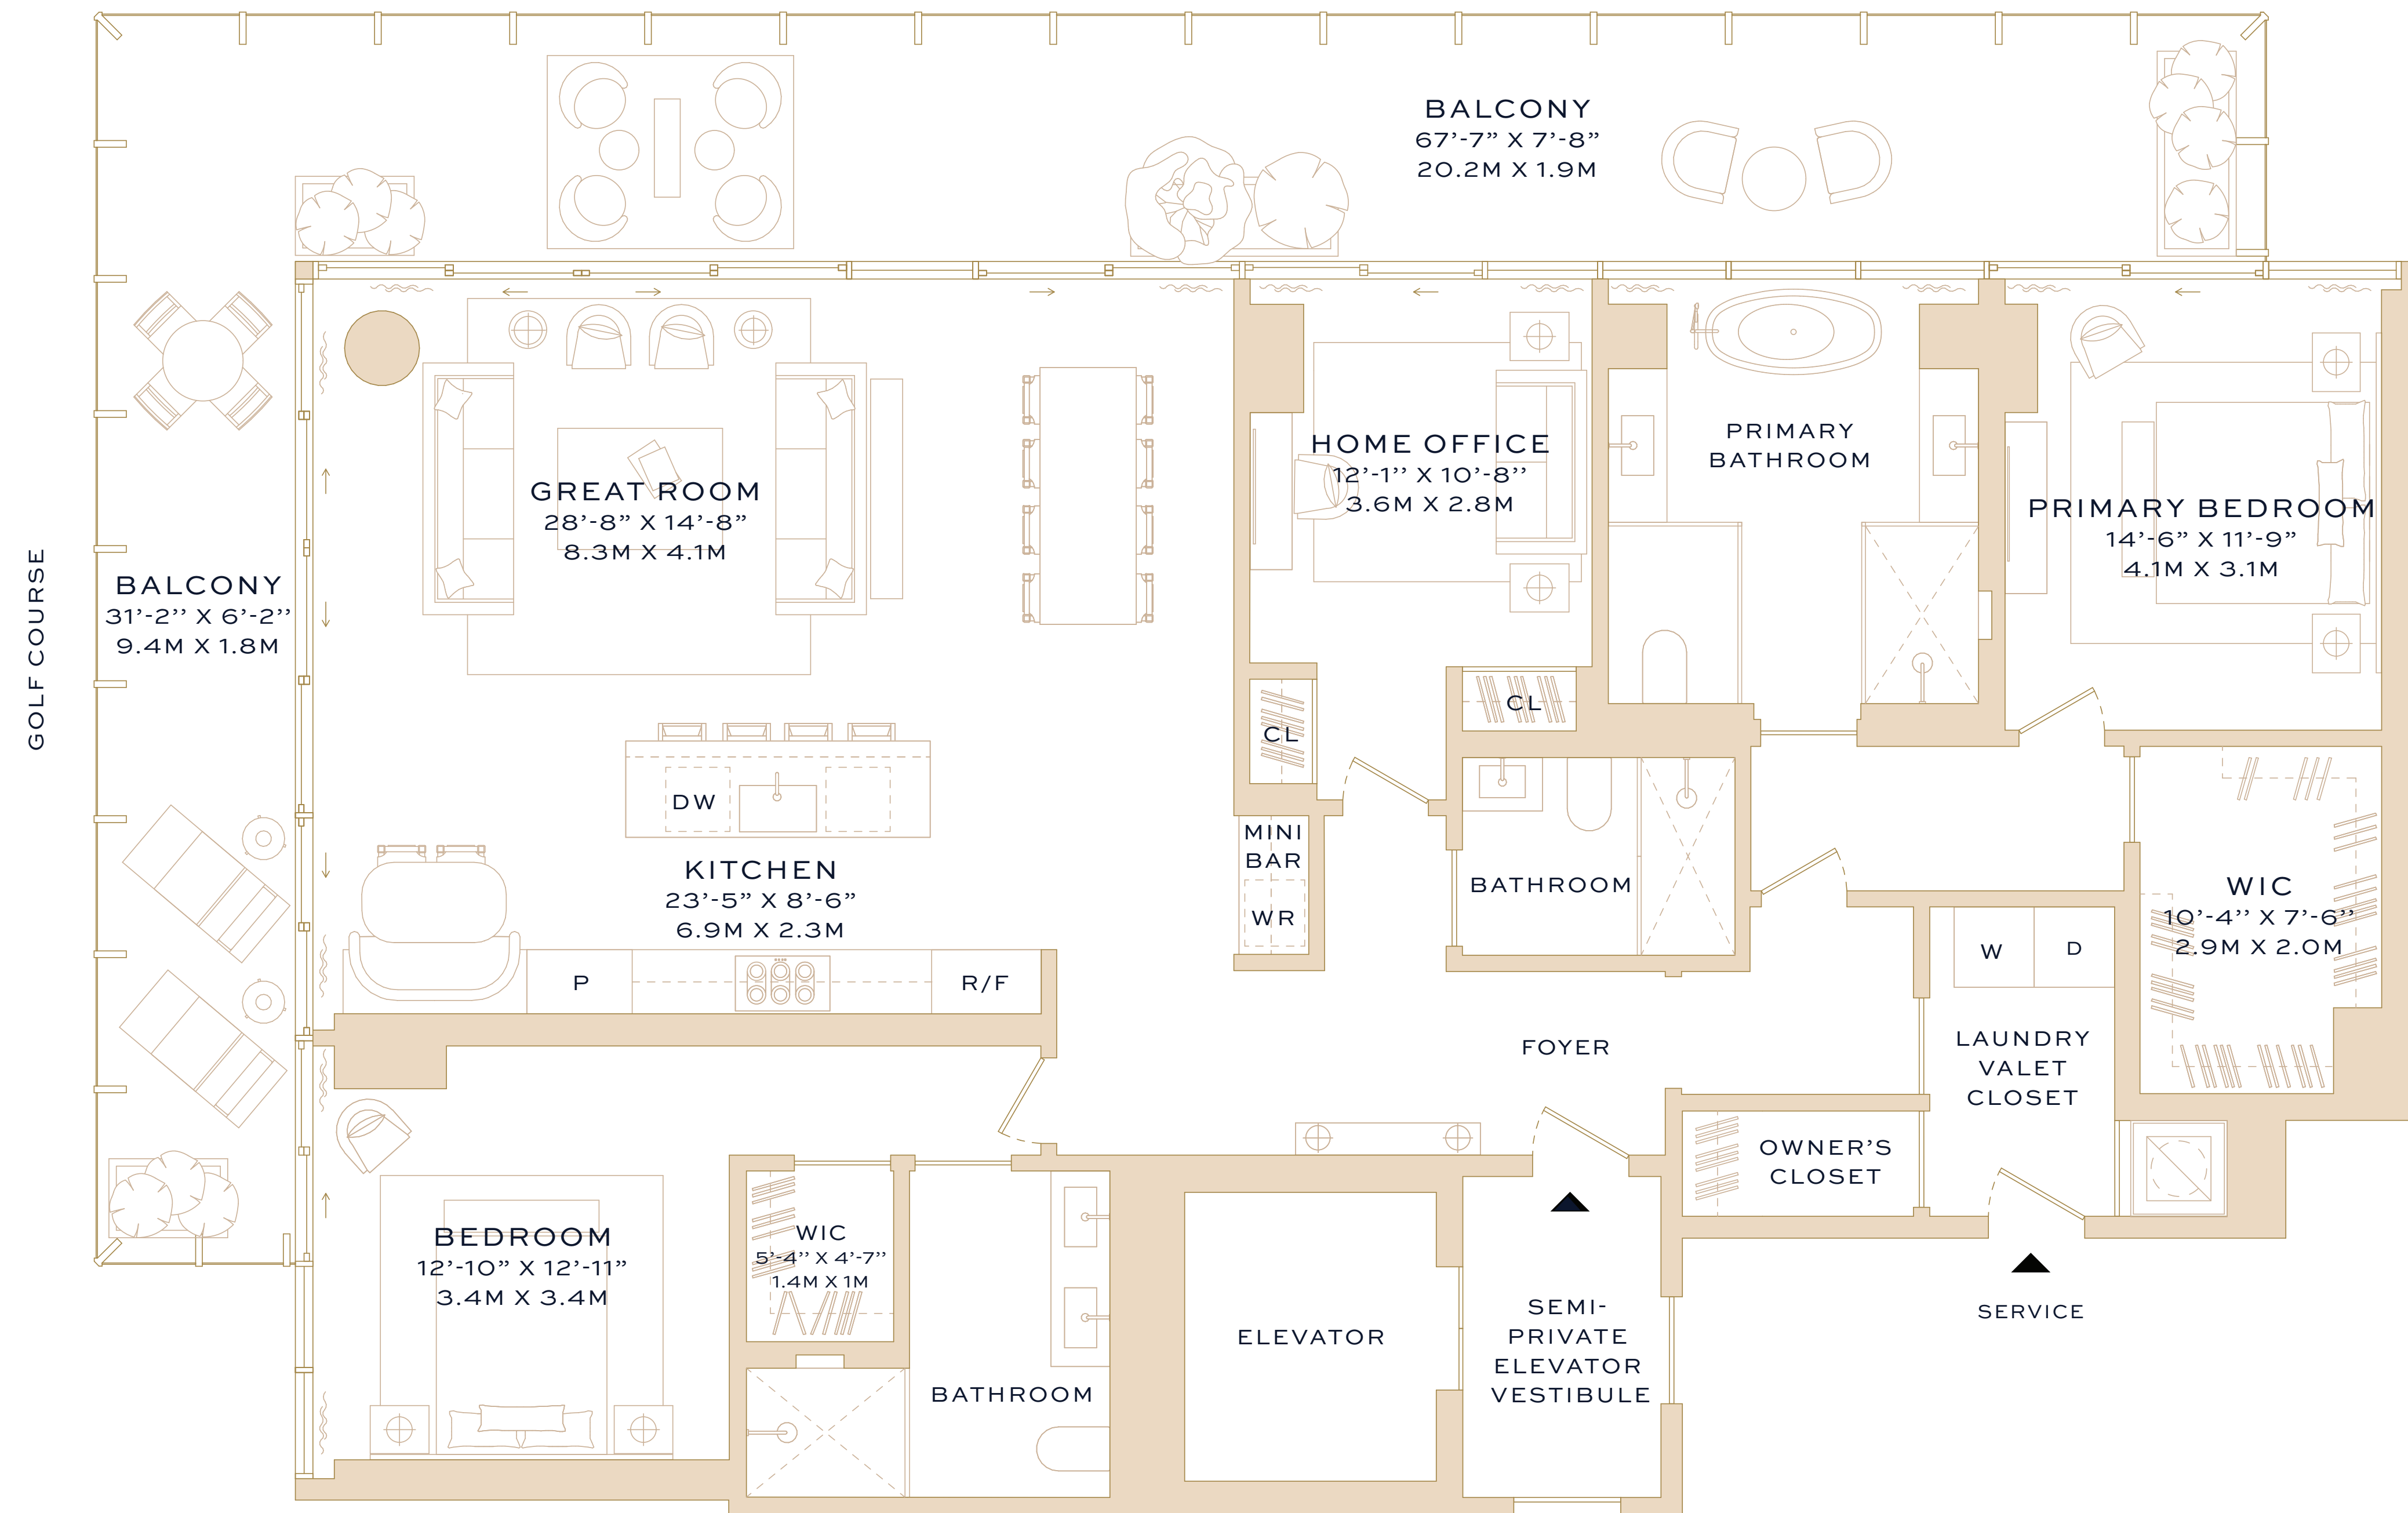 BALCONY
67’-7” X 7’-8”
20.2M X 1.9M
GOLF COURSE
BALCONY
31’-2’’ X 6’-2’’
9.4M X 1.8M
GREAT ROOM
28’-8” X 14’-8”
8.3M X 4.1M
HOME OFFICE
12’-1’’ X 10’-8’’
3.6M X 2.8M
PRIMARY
BATHROOM
PRIMARY BEDROOM
14’-6” X 11’-9”
4.1M X 3.1M
CL
CL
DW
KITCHEN
23’-5” X 8’-6”
6.9M X 2.3M
P
R/F
MINI
BAR
WR
BATHROOM
WIC
10’-4’’ X 7’-6’’
2.9M X 2.0M
W
D
LAUNDRY
VALET
CLOSET
FOYER
OWNER’S
CLOSET
BEDROOM
12’-10” X 12’-11”
3.4M X 3.4M
WIC
5’-4’’ X 4’-7’’
1.4M X 1M
BATHROOM
ELEVATOR
SEMI-
PRIVATE
ELEVATOR
VESTIBULE
SERVICE